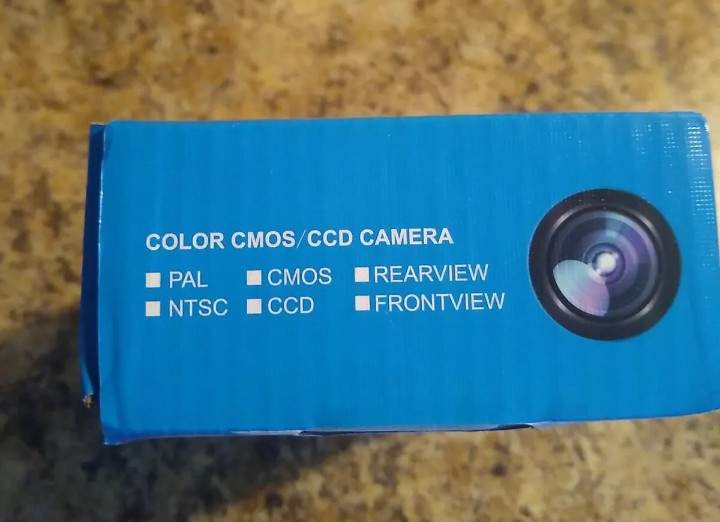 COLOR CMOS/CCD CAMERA
PAL CMOS REARVIEW
NTSC CCD FRONTVIEW